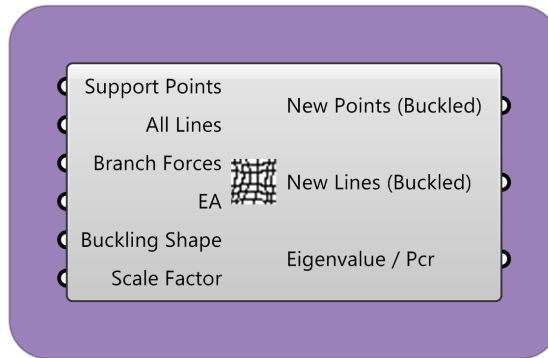 Support Points
All Lines
Branch Forces
EA
Buckling Shape
Scale Factor
New Points (Buckled)
New Lines (Buckled)
Eigenvalue / Pcr